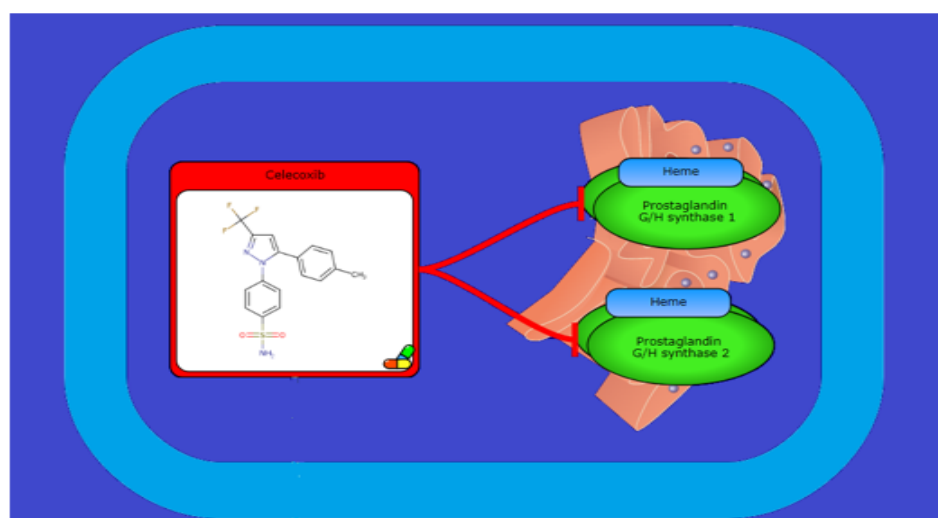 Celecoxib
Heme
Prostaglandin
G/H synthase 1
F
F
F
N
N
CH₃
O
S
O
NH₂
Heme
Prostaglandin
G/H synthase 2